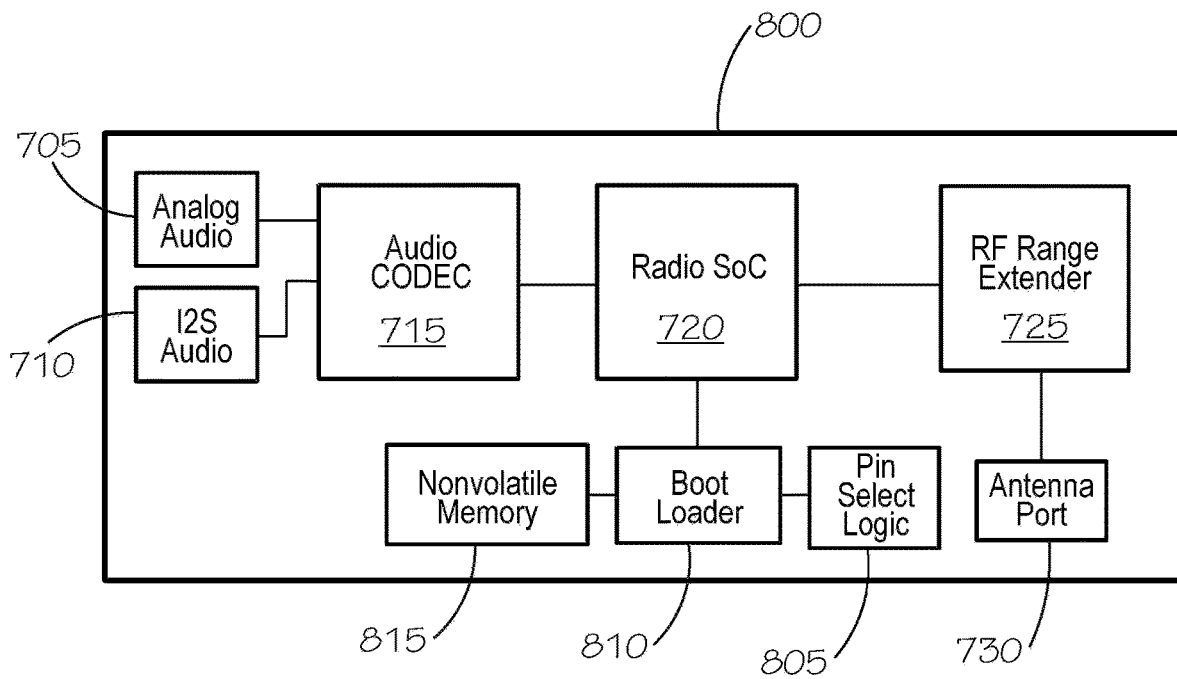 800
705
Analog
Audio
Audio
CODEC
715
Radio SoC
720
RF Range
Extender
725
I2S
Audio
710
Nonvolatile
Memory
Boot
Loader
Pin
Select
Logic
Antenna
Port
815
810
805
730